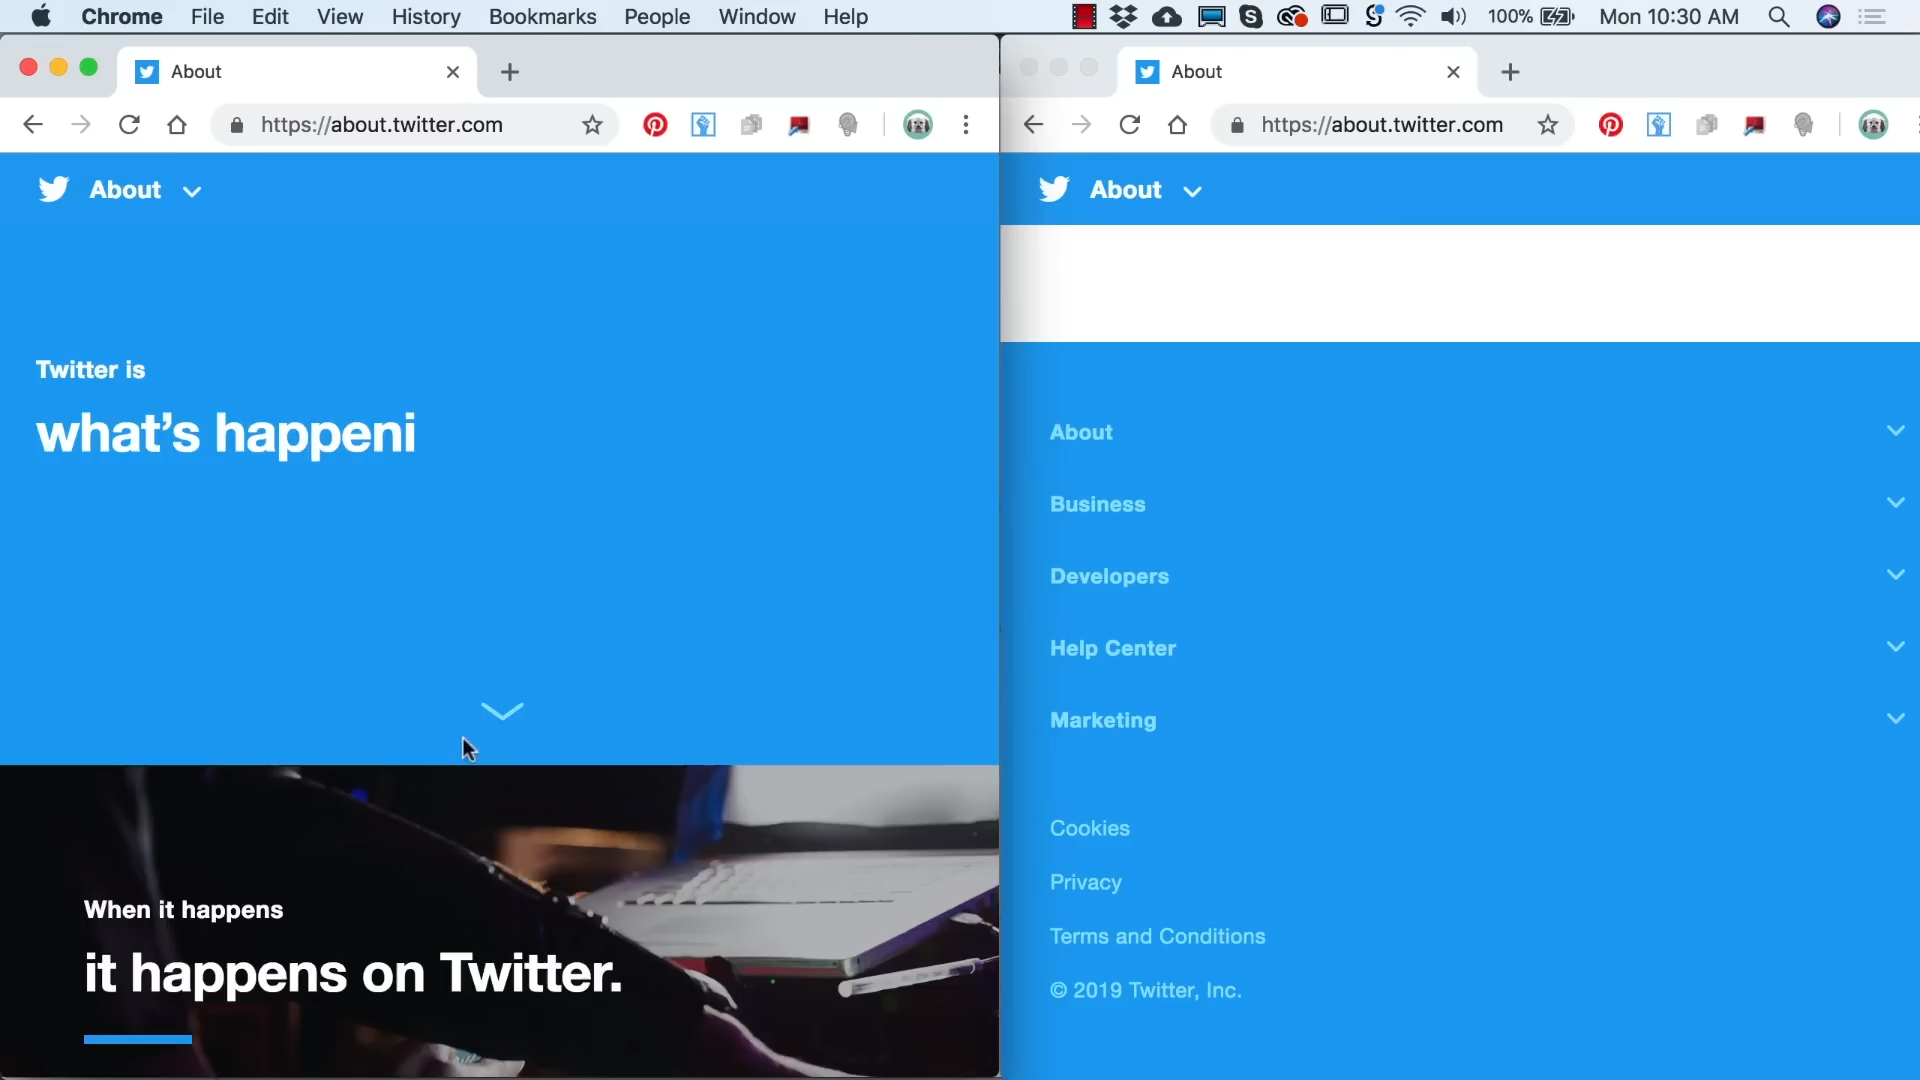 Chrome File Edit View History Bookmarks People Window Help 100% Mon 10:30 AM
About
https://about.twitter.com
About
Twitter is
what’s happeni
When it happens
it happens on Twitter.
About
https://about.twitter.com
About
About
Business
Developers
Help Center
Marketing
Cookies
Privacy
Terms and Conditions
© 2019 Twitter, Inc.